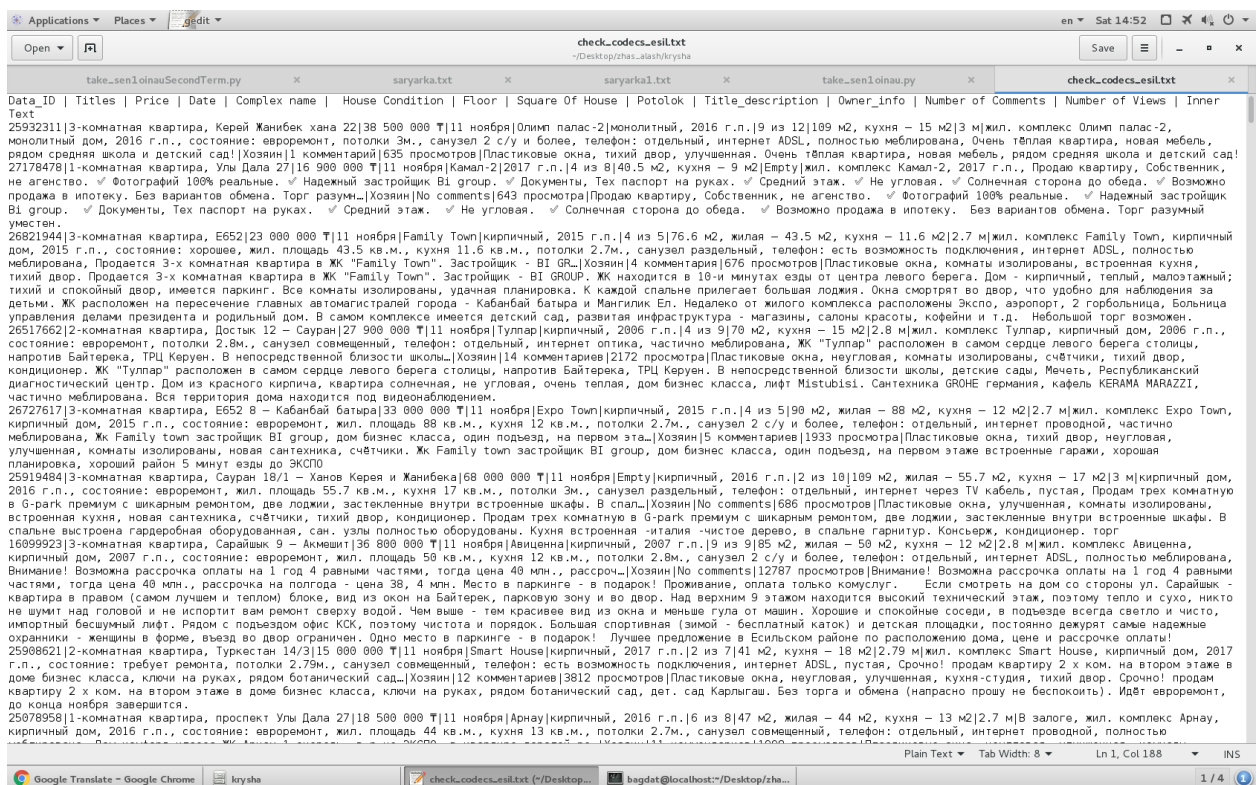 Applications Places gedit en Sat 14:52
Open check_codecs_esil.txt Save
~/Desktop/zhas_alash/krysha
take_sen1oinauSecondTerm.py saryarka.txt saryarka1.txt take_sen1oinau.py check_codecs_esil.txt
Data_ID | Titles | Price | Date | Complex name |  House Condition | Floor | Square Of House | Potolok | Title_description | Owner_info | Number of Comments | Number of Views | Inner
Text
25932311|3-комнатная квартира, Керей Жанибек хана 22|38 500 000 ₸|11 ноября|Олимп палас-2|монолитный, 2016 г.п.|9 из 12|109 м2, кухня — 15 м2|3 м|жил. комплекс Олимп палас-2,
монолитный дом, 2016 г.п., состояние: евроремонт, потолки 3м., санузел 2 с/у и более, телефон: отдельный, интернет ADSL, полностью меблирована, Очень тёплая квартира, новая мебель,
рядом средняя школа и детский сад!|Хозяин|1 комментарий|635 просмотров|Пластиковые окна, тихий двор, улучшенная. Очень тёплая квартира, новая мебель, рядом средняя школа и детский сад!
27178478|1-комнатная квартира, Улы Дала 27|16 900 000 ₸|11 ноября|Камал-2|2017 г.п.|4 из 8|40.5 м2, кухня — 9 м2|Empty|жил. комплекс Камал-2, 2017 г.п., Продаю квартиру, Собственник,
не агенство. ✅ Фотографий 100% реальные. ✅ Надежный застройщик Bi group. ✅ Документы, Тех паспорт на руках. ✅ Средний этаж. ✅ Не угловая. ✅ Солнечная сторона до обеда. ✅ Возможно
продажа в ипотеку. Без вариантов обмена. Торг разумн…|Хозяин|No comments|643 просмотра|Продаю квартиру, Собственник, не агенство. ✅ Фотографий 100% реальные. ✅ Надежный застройщик
Bi group. ✅ Документы, Тех паспорт на руках. ✅ Средний этаж. ✅ Не угловая. ✅ Солнечная сторона до обеда. ✅ Возможно продажа в ипотеку. Без вариантов обмена. Торг разумный
уместен.
26821944|3-комнатная квартира, Е652|23 000 000 ₸|11 ноября|Family Town|кирпичный, 2015 г.п.|4 из 5|76.6 м2, жилая — 43.5 м2, кухня — 11.6 м2|2.7 м|жил. комплекс Family Town, кирпичный
дом, 2015 г.п., состояние: хорошее, жил. площадь 43.5 кв.м., кухня 11.6 кв.м., потолки 2.7м., санузел раздельный, телефон: есть возможность подключения, интернет ADSL, полностью
меблирована, Продается 3-х комнатная квартира в ЖК "Family Town". Застройщик - BI GR…|Хозяин|4 комментария|676 просмотров|Пластиковые окна, комнаты изолированы, встроенная кухня,
тихий двор. Продается 3-х комнатная квартира в ЖК "Family Town". Застройщик - BI GROUP. ЖК находится в 10-и минутах езды от центра левого берега. Дом - кирпичный, теплый, малоэтажный;
тихий и спокойный двор, имеется паркинг. Все комнаты изолированы, удачная планировка. К каждой спальне прилегает большая лоджия. Окна смортрят во двор, что удобно для наблюдения за
детьми. ЖК расположен на пересечение главных автомагистралей города - Кабанбай батыра и Мангилик Ел. Недалеко от жилого комплекса расположены Экспо, аэропорт, 2 горбольница, Больница
управления делами президента и родильный дом. В самом комплексе имеется детский сад, развитая инфраструктура - магазины, салоны красоты, кофейни и т.д.  Небольшой торг возможен.
26517662|2-комнатная квартира, Достык 12 — Сауран|27 900 000 ₸|11 ноября|Тулпар|кирпичный, 2006 г.п.|4 из 9|70 м2, кухня — 15 м2|2.8 м|жил. комплекс Тулпар, кирпичный дом, 2006 г.п.,
состояние: евроремонт, потолки 2.8м., санузел совмещенный, телефон: отдельный, интернет оптика, частично меблирована, ЖК "Тулпар" расположен в самом сердце левого берега столицы,
напротив Байтерека, ТРЦ Керуен. В непосредственной близости школы…|Хозяин|14 комментариев|2172 просмотра|Пластиковые окна, неугловая, комнаты изолированы, счётчики, тихий двор,
кондиционер. ЖК "Тулпар" расположен в самом сердце левого берега столицы, напротив Байтерека, ТРЦ Керуен. В непосредственной близости школы, детские сады, Мечеть, Республиканский
диагностический центр. Дом из красного кирпича, квартира солнечная, не угловая, очень теплая, дом бизнес класса, лифт Mistubisi. Сантехника GROHE германия, кафель KERAMA MARAZZI,
частично меблирована. Вся территория дома находится под видеонаблюдением.
26727617|3-комнатная квартира, Е652 8 — Кабанбай батыра|33 000 000 ₸|11 ноября|Expo Town|кирпичный, 2015 г.п.|4 из 5|90 м2, жилая — 88 м2, кухня — 12 м2|2.7 м|жил. комплекс Expo Town,
кирпичный дом, 2015 г.п., состояние: евроремонт, жил. площадь 88 кв.м., кухня 12 кв.м., потолки 2.7м., санузел 2 с/у и более, телефон: отдельный, интернет проводной, частично
меблирована, Жк Family town застройщик BI group, дом бизнес класса, один подъезд, на первом эта…|Хозяин|5 комментариев|1933 просмотра|Пластиковые окна, тихий двор, неугловая,
улучшенная, комнаты изолированы, новая сантехника, счётчики. Жк Family town застройщик BI group, дом бизнес класса, один подъезд, на первом этаже встроенные гаражи, хорошая
планировка, хороший район 5 минут езды до ЭКСПО
25919484|3-комнатная квартира, Сауран 18/1 — Ханов Керея и Жанибека|68 000 000 ₸|11 ноября|Empty|кирпичный, 2016 г.п.|2 из 10|109 м2, жилая — 55.7 м2, кухня — 17 м2|3 м|кирпичный дом,
2016 г.п., состояние: евроремонт, жил. площадь 55.7 кв.м., кухня 17 кв.м., потолки 3м., санузел раздельный, телефон: отдельный, интернет через TV кабель, пустая, Продам трех комнатную
в G-park премиум с шикарным ремонтом, две лоджии, застекленные внутри встроенные шкафы. В спал…|Хозяин|No comments|686 просмотров|Пластиковые окна, улучшенная, комнаты изолированы,
встроенная кухня, новая сантехника, счётчики, тихий двор, кондиционер. Продам трех комнатную в G-park премиум с шикарным ремонтом, две лоджии, застекленные внутри встроенные шкафы. В
спальне выстроена гардеробная оборудованная, сан. узлы полностью оборудованы. Кухня встроенная -италия -чистое дерево, в спальне гарнитур. Консьерж, кондиционер. торг
16099923|3-комнатная квартира, Сарайшык 9 — Акмешит|36 800 000 ₸|11 ноября|Авиценна|кирпичный, 2007 г.п.|9 из 9|85 м2, жилая — 50 м2, кухня — 12 м2|2.8 м|жил. комплекс Авиценна,
кирпичный дом, 2007 г.п., состояние: евроремонт, жил. площадь 50 кв.м., кухня 12 кв.м., потолки 2.8м., санузел 2 с/у и более, телефон: отдельный, интернет ADSL, полностью меблирована,
Внимание! Возможна рассрочка оплаты на 1 год 4 равными частями, тогда цена 40 млн., рассроч…|Хозяин|No comments|12787 просмотров|Внимание! Возможна рассрочка оплаты на 1 год 4 равными
частями, тогда цена 40 млн., рассрочка на полгода - цена 38, 4 млн. Место в паркинге - в подарок! Проживание, оплата только комуслуг.    Если смотреть на дом со стороны ул. Сарайшык -
квартира в правом (самом лучшем и теплом) блоке, вид из окон на Байтерек, парковую зону и во двор. Над верхним 9 этажом находится высокий технический этаж, поэтому тепло и сухо, никто
не шумит над головой и не испортит вам ремонт сверху водой. Чем выше - тем красивее вид из окна и меньше гула от машин. Хорошие и спокойные соседи, в подъезде всегда светло и чисто,
импортный бесшумный лифт. Рядом с подъездом офис КСК, поэтому чистота и порядок. Большая спортивная (зимой - бесплатный каток) и детская площадки, постоянно дежурят самые надежные
охранники - женщины в форме, въезд во двор ограничен. Одно место в паркинге - в подарок!  Лучшее предложение в Есильском районе по расположению дома, цене и рассрочке оплаты!
25908621|2-комнатная квартира, Туркестан 14/3|15 000 000 ₸|11 ноября|Smart House|кирпичный, 2017 г.п.|2 из 7|41 м2, кухня — 18 м2|2.79 м|жил. комплекс Smart House, кирпичный дом, 2017
г.п., состояние: требует ремонта, потолки 2.79м., санузел совмещенный, телефон: есть возможность подключения, интернет ADSL, пустая, Срочно! продам квартиру 2 х ком. на втором этаже в
доме бизнес класса, ключи на руках, рядом ботанический сад…|Хозяин|12 комментариев|3812 просмотров|Пластиковые окна, неугловая, улучшенная, кухня-студия, тихий двор. Срочно! продам
квартиру 2 х ком. на втором этаже в доме бизнес класса, ключи на руках, рядом ботанический сад, дет. сад Карлыгаш. Без торга и обмена (напрасно прошу не беспокоить). Идёт евроремонт,
до конца ноября завершится.
25078958|1-комнатная квартира, проспект Улы Дала 27|18 500 000 ₸|11 ноября|Арнау|кирпичный, 2016 г.п.|6 из 8|47 м2, жилая — 44 м2, кухня — 13 м2|2.7 м|В залоге, жил. комплекс Арнау,
кирпичный дом, 2016 г.п., состояние: евроремонт, жил. площадь 44 кв.м., кухня 13 кв.м., потолки 2.7м., санузел совмещенный, телефон: отдельный, интернет проводной, полностью
Plain Text Tab Width: 8 Ln 1, Col 188 INS
Google Translate - Google Chrome krysha check_codecs_esil.txt (~/Desktop... bagdat@localhost:~/Desktop/zha... 1 / 4 1